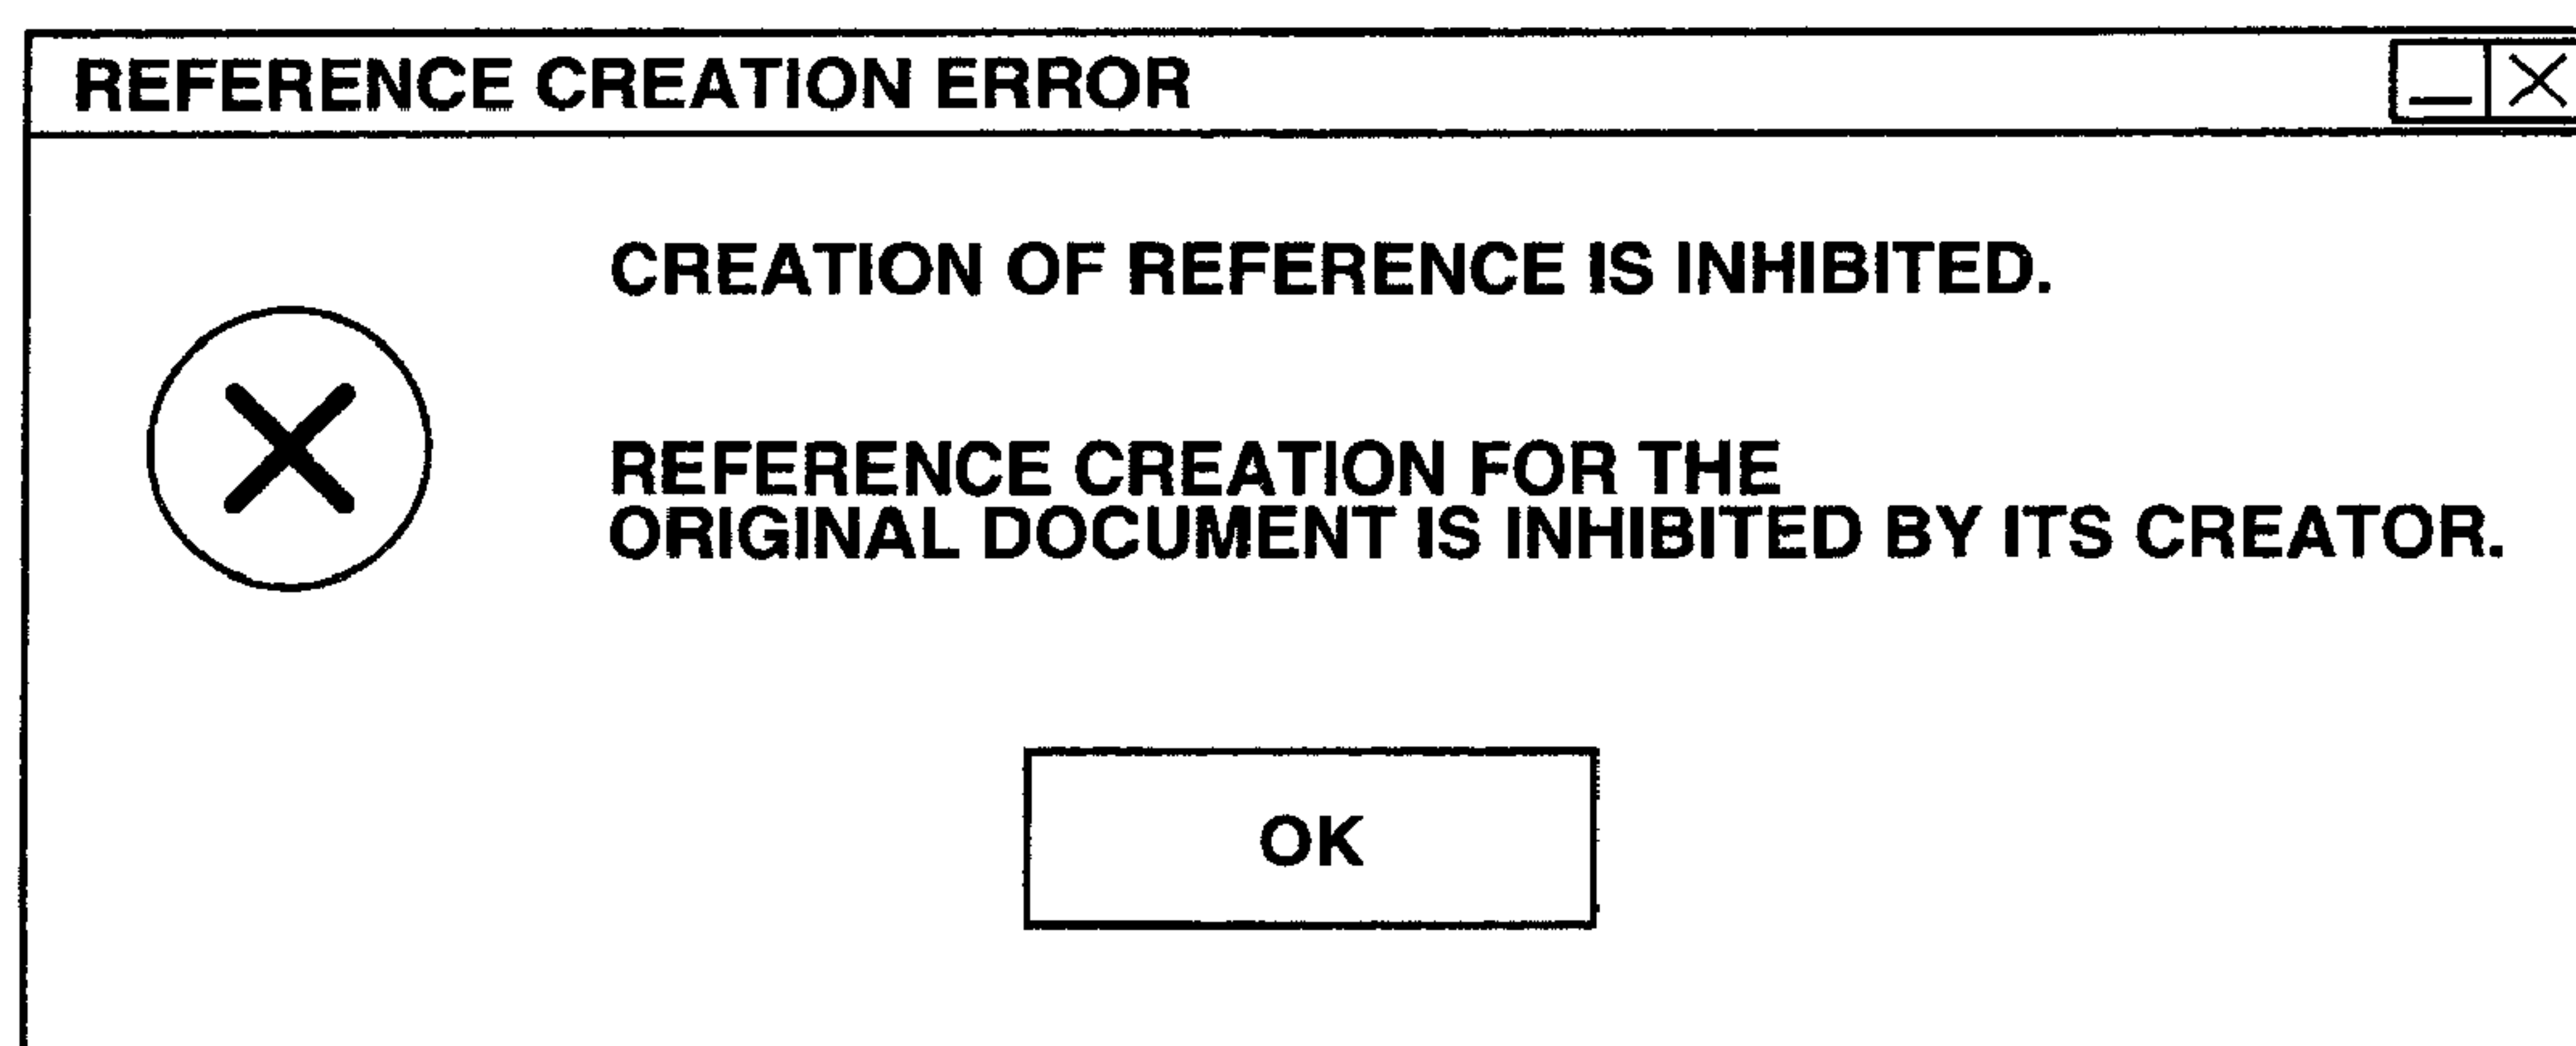 REFERENCE CREATION ERROR
CREATION OF REFERENCE IS INHIBITED.
REFERENCE CREATION FOR THE
ORIGINAL DOCUMENT IS INHIBITED BY ITS CREATOR.
OK